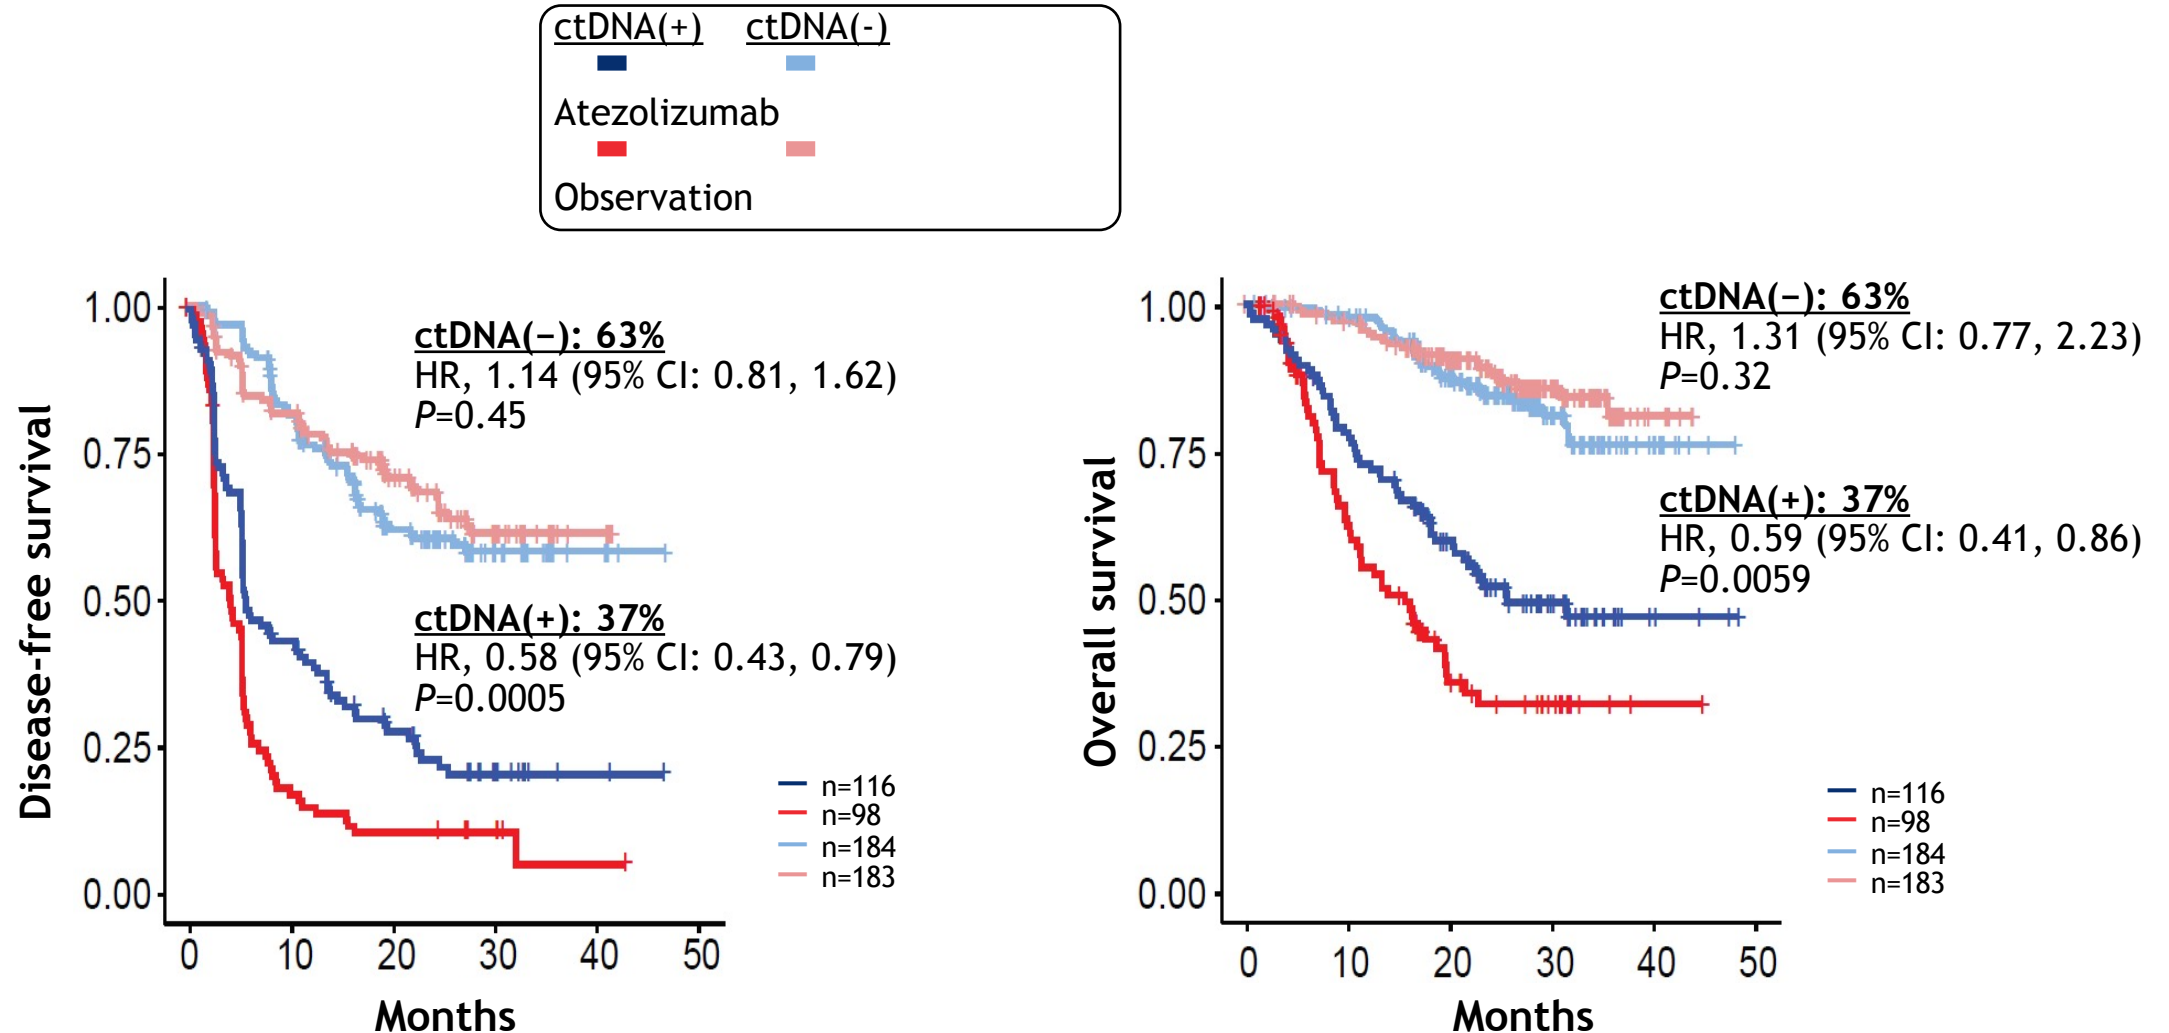 ctDNA(+) ctDNA(-)
Atezolizumab
Observation
Disease-free survival
1.00
0.75
0.50
0.25
0.00
ctDNA(−): 63%
HR, 1.14 (95% CI: 0.81, 1.62)
P=0.45
ctDNA(+): 37%
HR, 0.58 (95% CI: 0.43, 0.79)
P=0.0005
n=116
n=98
n=184
n=183
0 10 20 30 40 50
Months
Overall survival
1.00
0.75
0.50
0.25
0.00
ctDNA(−): 63%
HR, 1.31 (95% CI: 0.77, 2.23)
P=0.32
ctDNA(+): 37%
HR, 0.59 (95% CI: 0.41, 0.86)
P=0.0059
n=116
n=98
n=184
n=183
0 10 20 30 40 50
Months